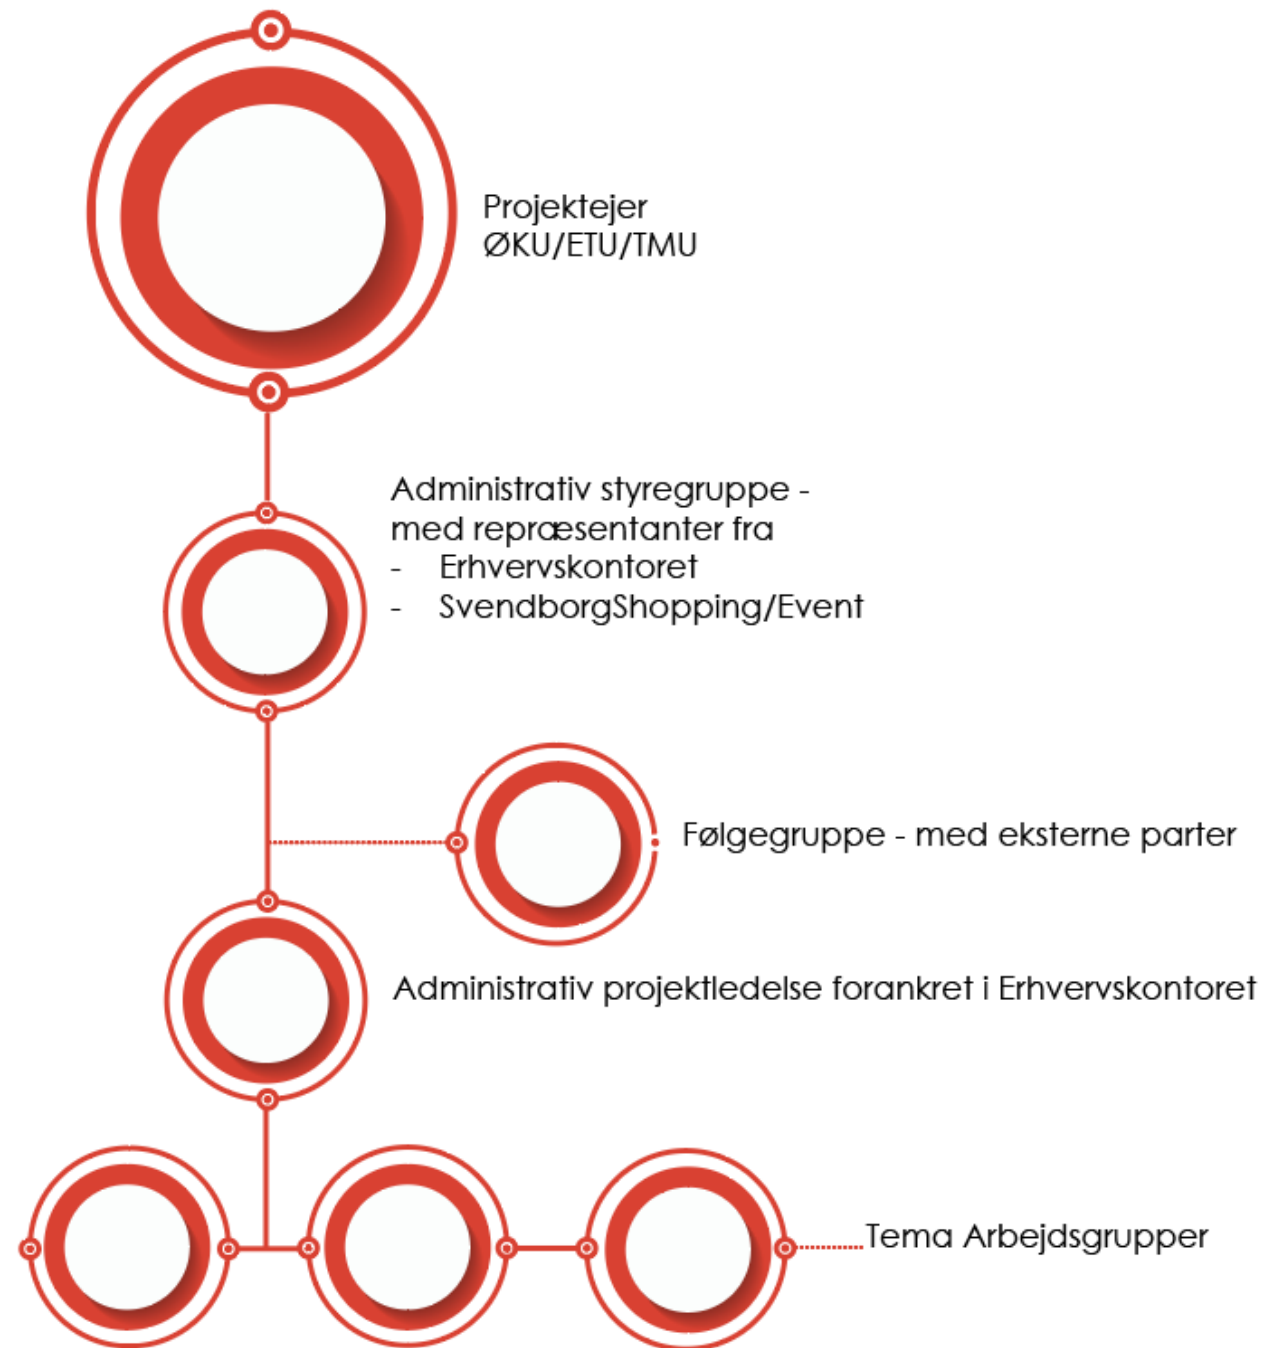 Projektejer
ØKU/ETU/TMU
Administrativ styregruppe -
med repræsentanter fra
- Erhvervskontoret
- SvendborgShopping/Event
Følgegruppe - med eksterne parter
Administrativ projektledelse forankret i Erhvervskontoret
Tema Arbejdsgrupper